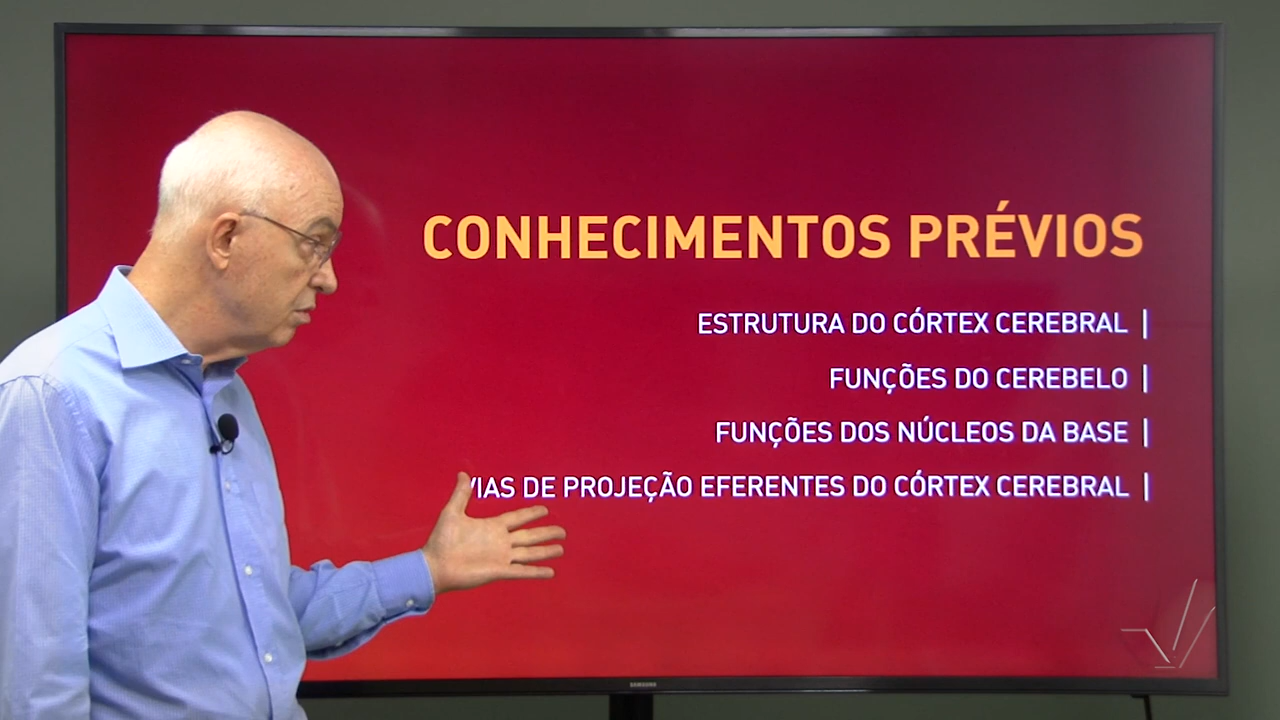 CONHECIMENTOS PRÉVIOS
ESTRUTURA DO CÓRTEX CEREBRAL |
FUNÇÕES DO CEREBELO |
FUNÇÕES DOS NÚCLEOS DA BASE |
VIAS DE PROJEÇÃO EFERENTES DO CÓRTEX CEREBRAL |
SAMSUNG